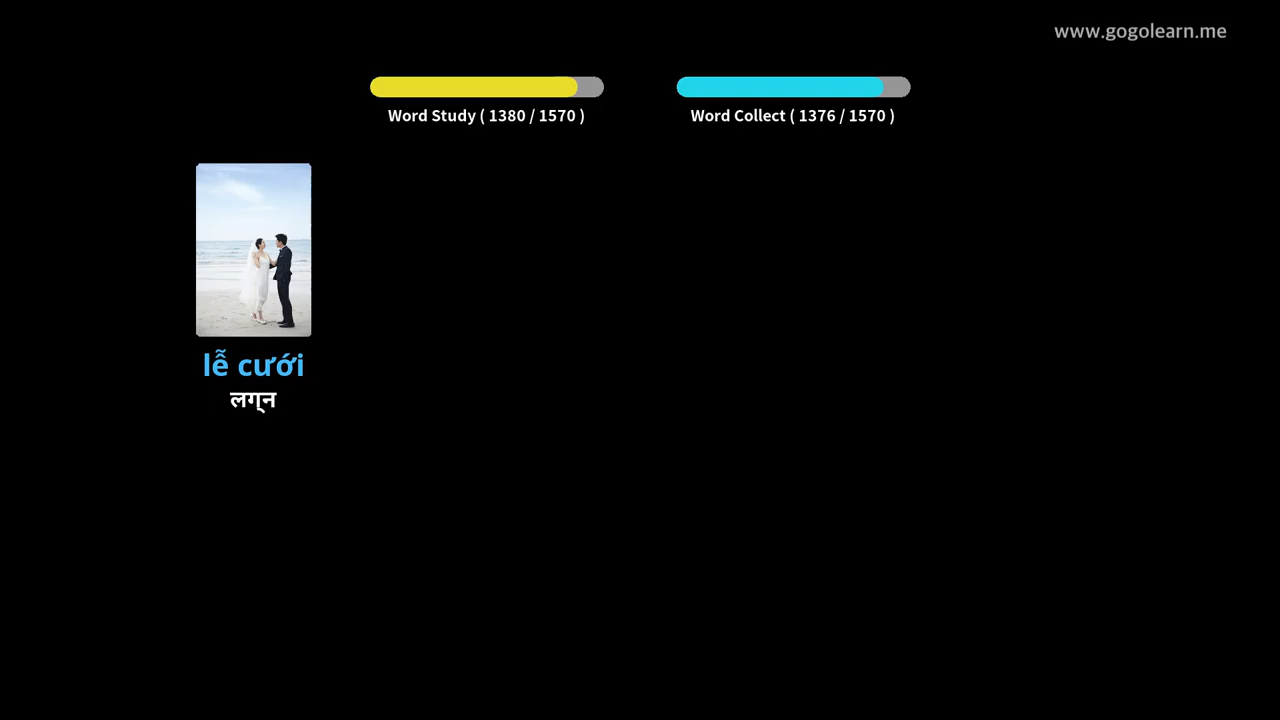 www.gogolearn.me
Word Study ( 1380 / 1570 )
Word Collect ( 1376 / 1570 )
lễ cưới
लग्‌न